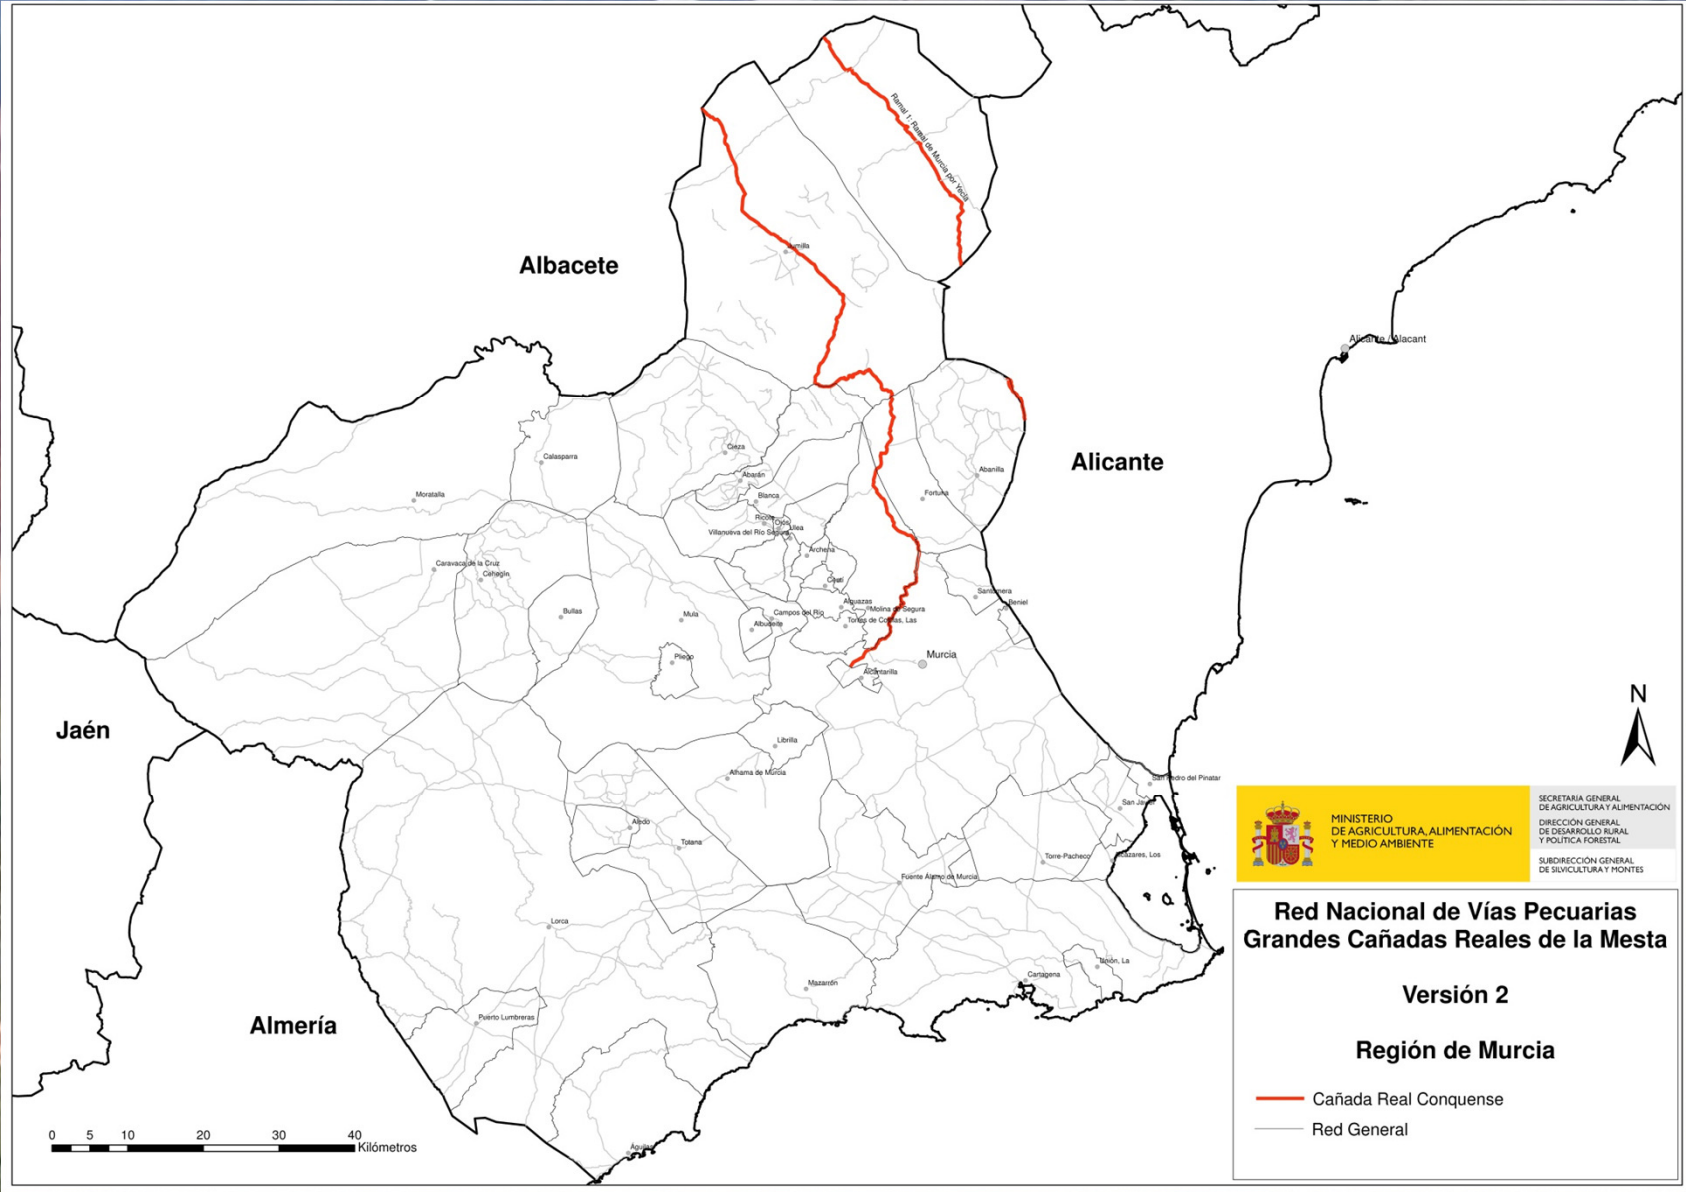 Ramal 1: Ramal de Murcia por Yecla
Jumilla
Albacete
Alicante / Alacant
Cieza
Calasparra
Alicante
Abarán
Abanilla
Moratalla
Blanca
Fortuna
Ricote
Ojós
Ulea
Villanueva del Río Segura
Archena
Caravaca de la Cruz
Cehegín
Ceutí
Santomera
Beniel
Alguazas
Molina de Segura
Bullas
Mula
Campos del Río
Albudeite
Torres de Cotillas, Las
Pliego
Murcia
Alcantarilla
N
Jaén
Librilla
Alhama de Murcia
San Pedro del Pinatar
San Javier
Aledo
Totana
Torre-Pacheco
Alcázares, Los
Fuente Álamo de Murcia
Lorca
Unión, La
Cartagena
Mazarrón
Puerto Lumbreras
Almería
Águilas
0 5 10 20 30 40
Kilómetros
MINISTERIO
DE AGRICULTURA, ALIMENTACIÓN
Y MEDIO AMBIENTE
SECRETARIA GENERAL
DE AGRICULTURA Y ALIMENTACIÓN
DIRECCIÓN GENERAL
DE DESARROLLO RURAL
Y POLÍTICA FORESTAL
SUBDIRECCIÓN GENERAL
DE SILVICULTURA Y MONTES
Red Nacional de Vías Pecuarias
Grandes Cañadas Reales de la Mesta
Versión 2
Región de Murcia
Cañada Real Conquense
Red General